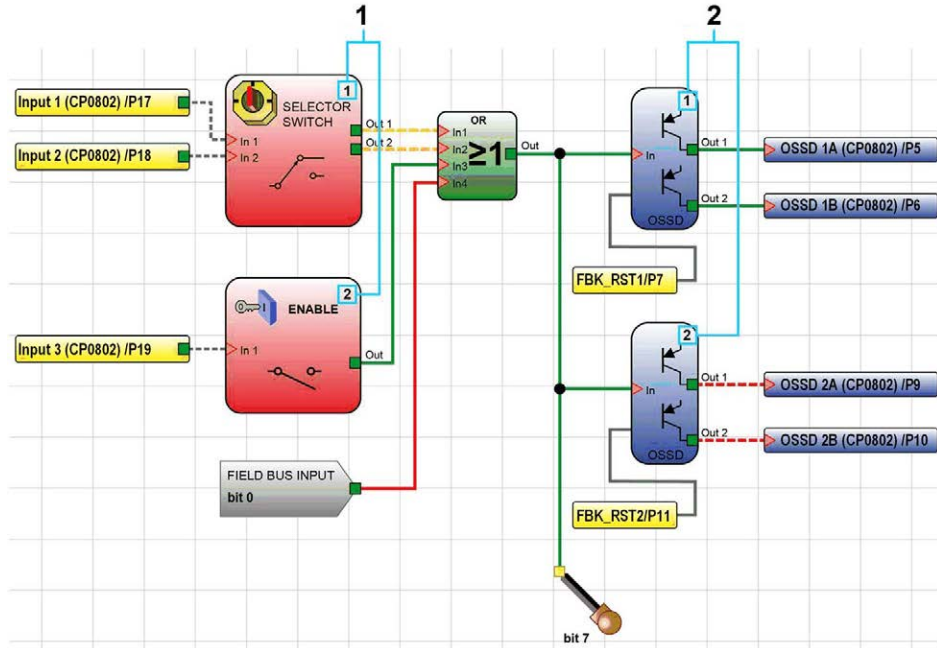 1
2
Input 1 (CP0802) /P17
Input 2 (CP0802) /P18
1
SELECTOR
SWITCH
In 1
In 2
Out 1
Out 2
OR
≥1
In1
In2
In3
In4
Out
1
In
Out 1
Out 2
OSSD
OSSD 1A (CP0802) /P5
OSSD 1B (CP0802) /P6
FBK_RST1/P7
Input 3 (CP0802) /P19
2
ENABLE
In 1
Out
2
In
Out 1
Out 2
OSSD
OSSD 2A (CP0802) /P9
OSSD 2B (CP0802) /P10
FBK_RST2/P11
FIELD BUS INPUT
bit 0
bit 7